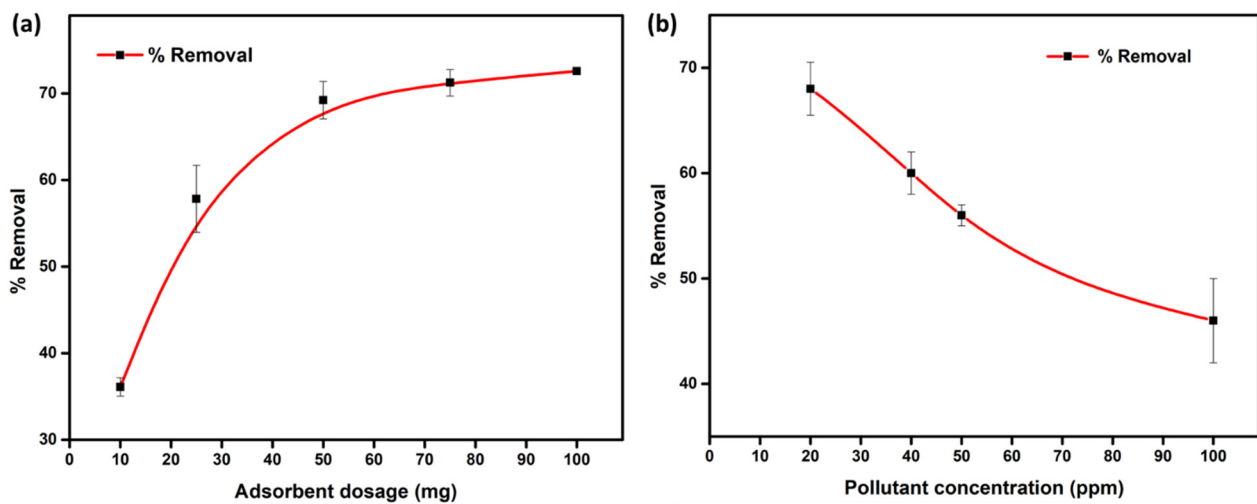 (a)
% Removal
% Removal
70
60
50
40
30
0 10 20 30 40 50 60 70 80 90 100
Adsorbent dosage (mg)
(b)
% Removal
% Removal
70
60
50
40
0 10 20 30 40 50 60 70 80 90 100
Pollutant concentration (ppm)